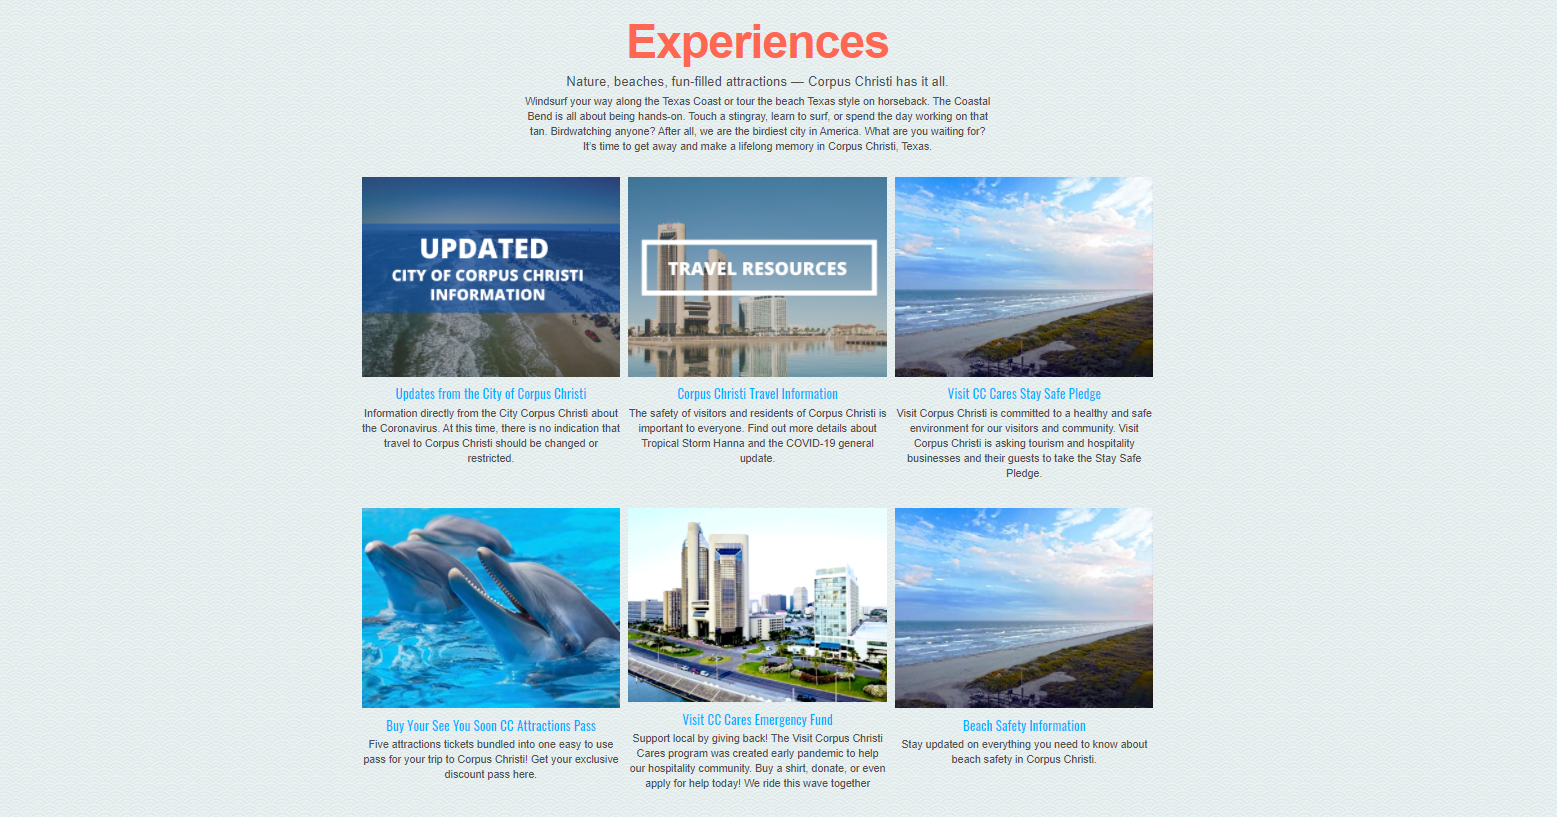 Experiences
Nature, beaches, fun-filled attractions — Corpus Christi has it all.
Windsurf your way along the Texas Coast or tour the beach Texas style on horseback. The Coastal
Bend is all about being hands-on. Touch a stingray, learn to surf, or spend the day working on that
tan. Birdwatching anyone? After all, we are the birdiest city in America. What are you waiting for?
It's time to get away and make a lifelong memory in Corpus Christi, Texas.
UPDATED
CITY OF CORPUS CHRISTI
INFORMATION
Updates from the City of Corpus Christi
Information directly from the City Corpus Christi about
the Coronavirus. At this time, there is no indication that
travel to Corpus Christi should be changed or
restricted.
TRAVEL RESOURCES
Corpus Christi Travel Information
The safety of visitors and residents of Corpus Christi is
important to everyone. Find out more details about
Tropical Storm Hanna and the COVID-19 general
update.
Visit CC Cares Stay Safe Pledge
Visit Corpus Christi is committed to a healthy and safe
environment for our visitors and community. Visit
Corpus Christi is asking tourism and hospitality
businesses and their guests to take the Stay Safe
Pledge.
Buy Your See You Soon CC Attractions Pass
Five attractions tickets bundled into one easy to use
pass for your trip to Corpus Christi! Get your exclusive
discount pass here.
Visit CC Cares Emergency Fund
Support local by giving back! The Visit Corpus Christi
Cares program was created early pandemic to help
our hospitality community. Buy a shirt, donate, or even
apply for help today! We ride this wave together
Beach Safety Information
Stay updated on everything you need to know about
beach safety in Corpus Christi.